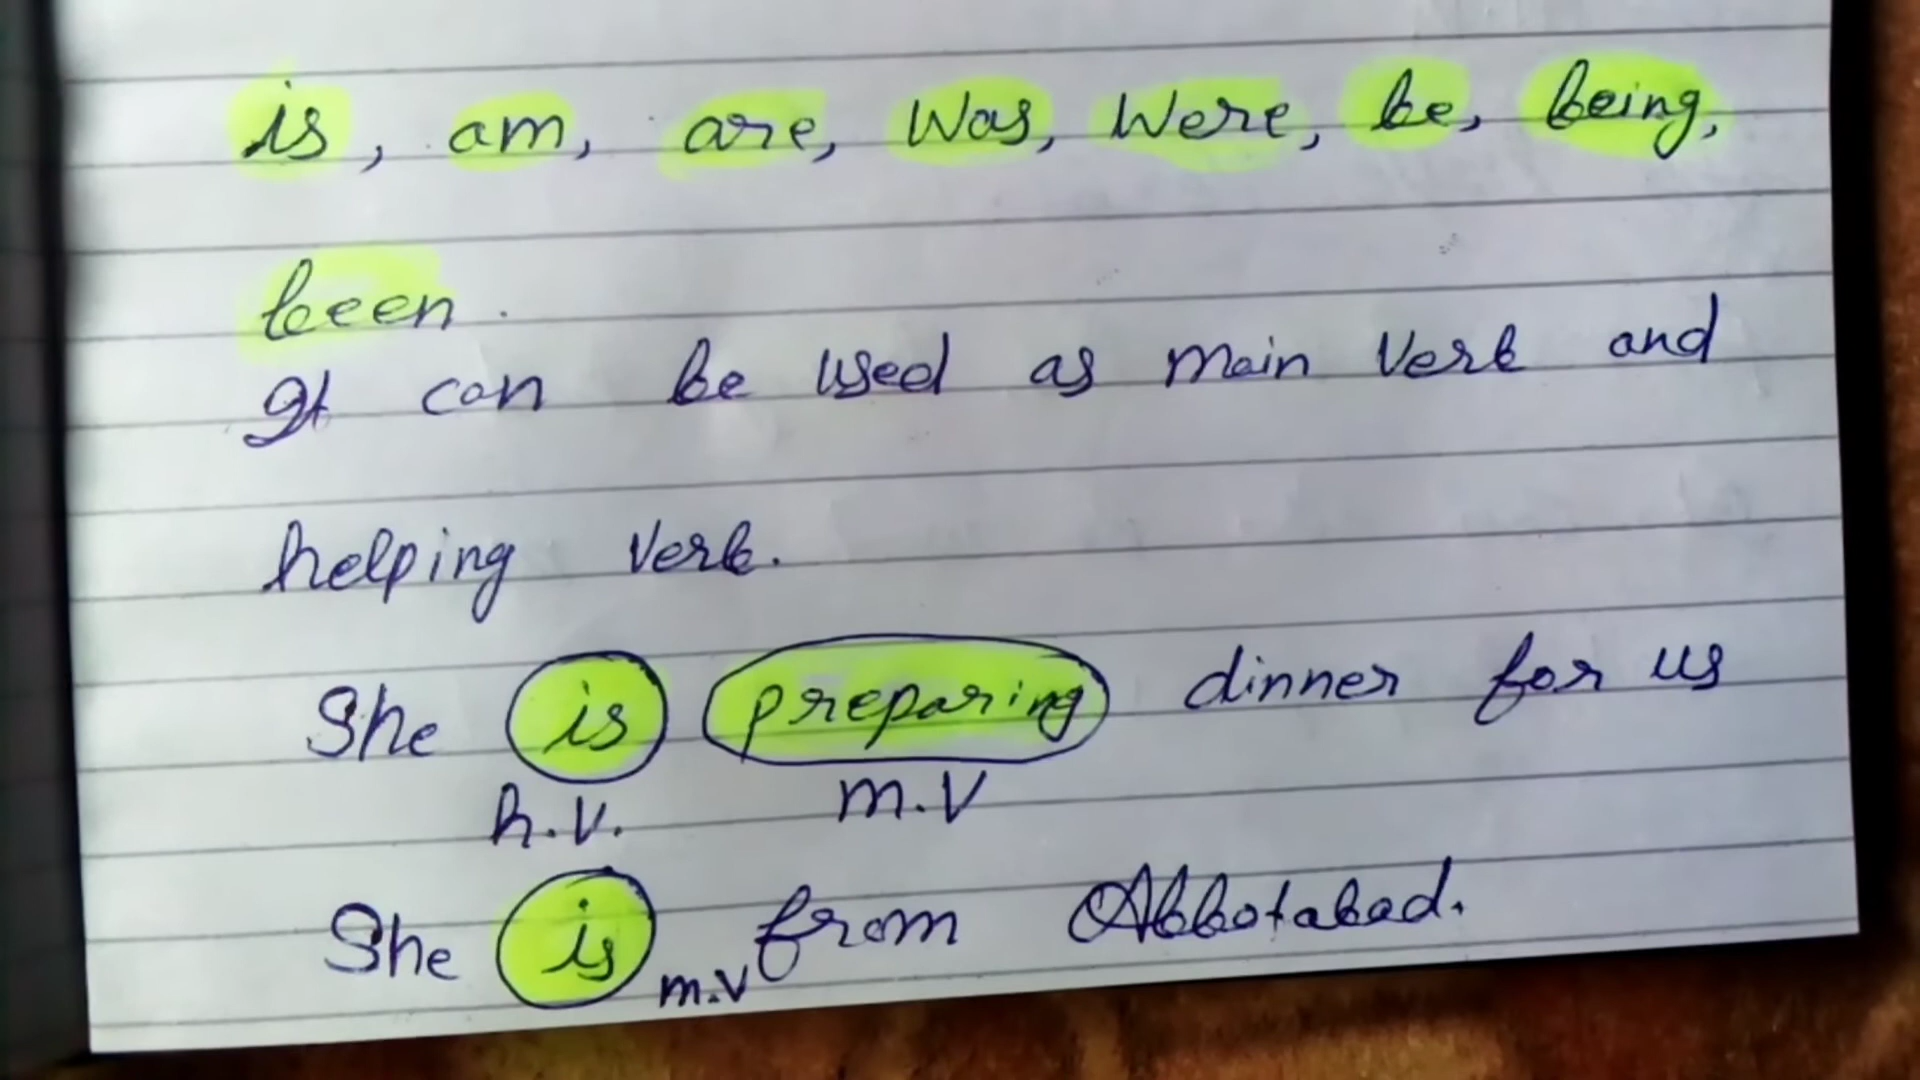 is, am, are, Was, Were, be, being,
been.
It can be used as main Verb and
helping Verb.
She is preparing dinner for us
h.v. m.v
She is m.v from Abbotabad.